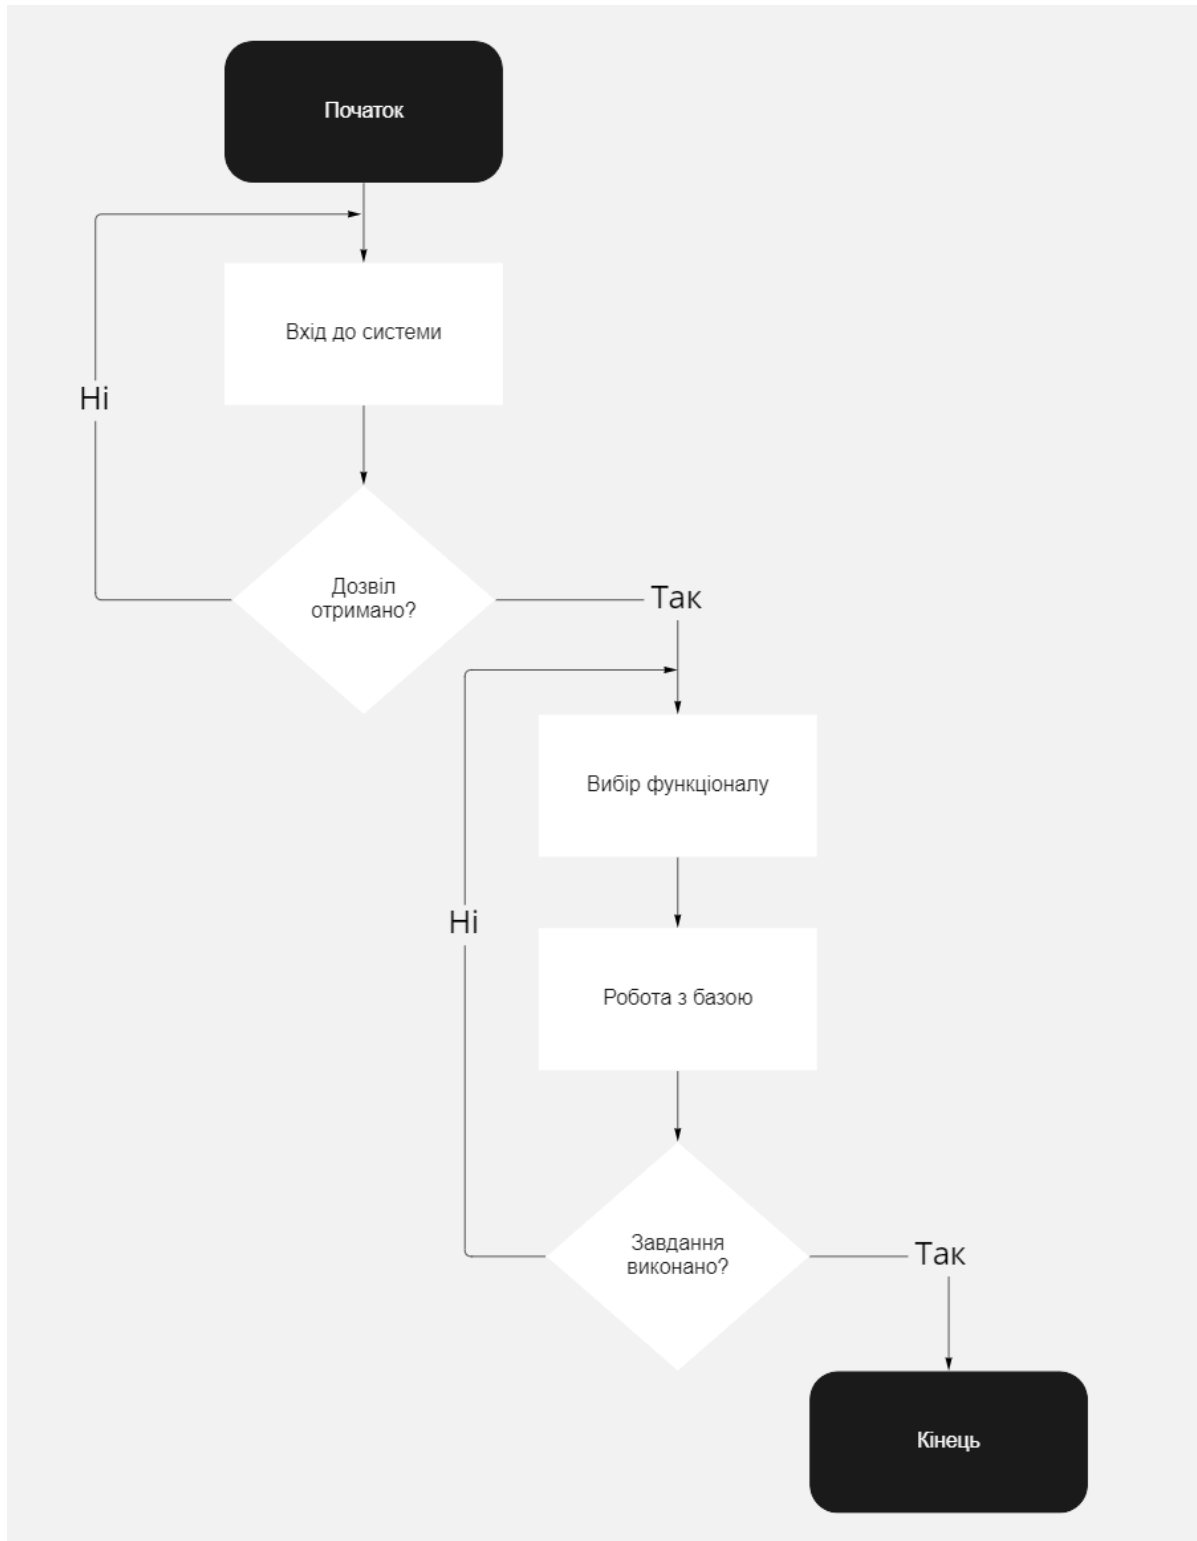 Початок
Вхід до системи
Ні
Дозвіл
отримано?
Так
Вибір функціоналу
Ні
Робота з базою
Завдання
виконано?
Так
Кінець